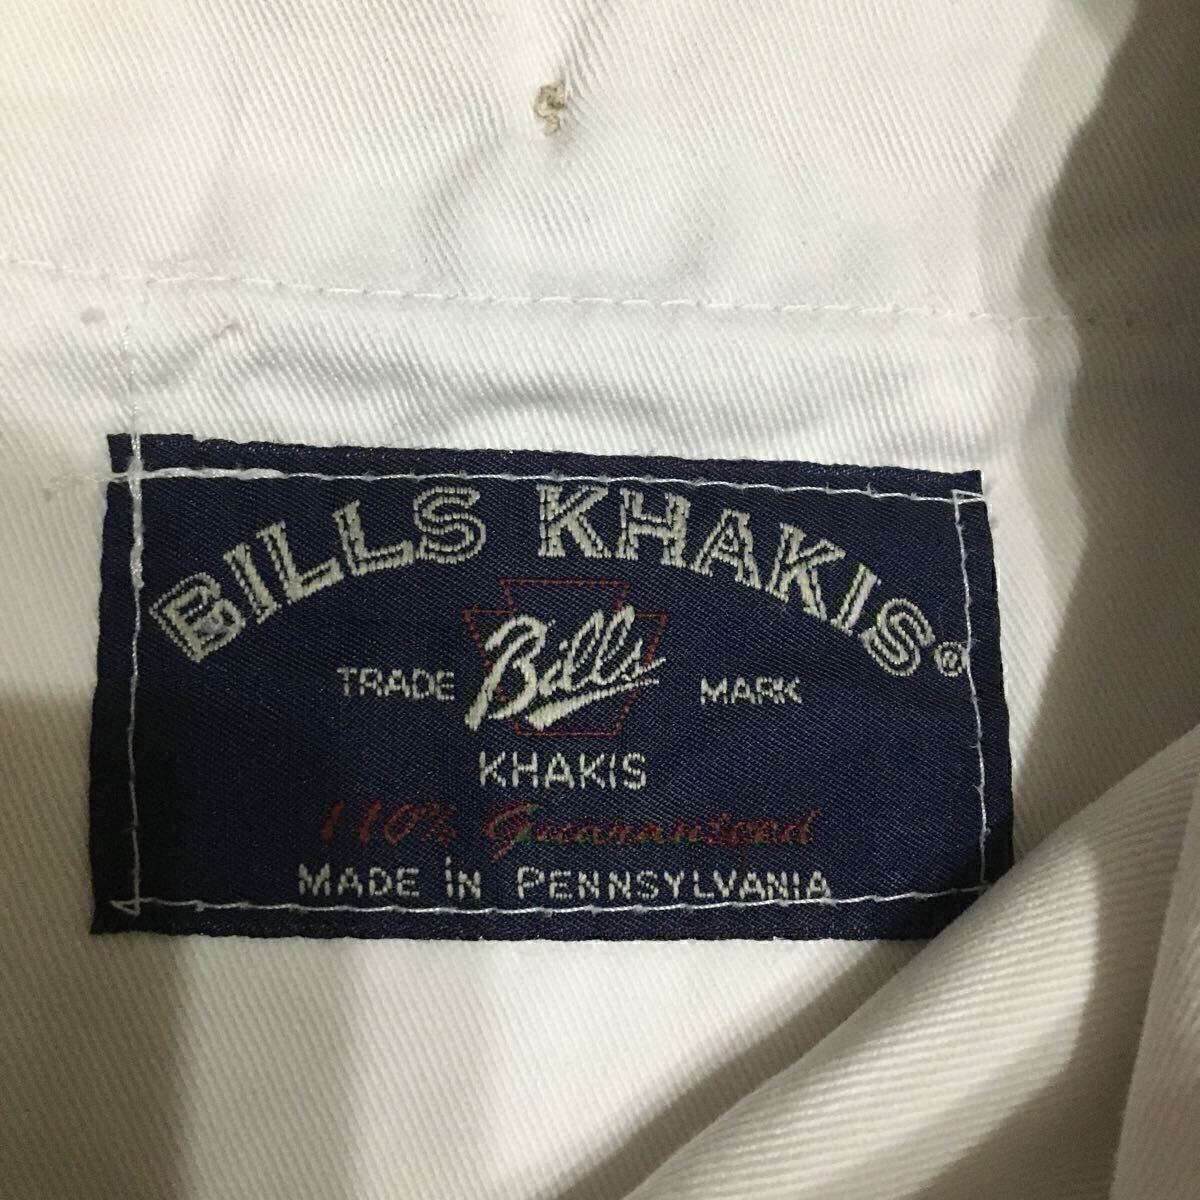 BILLS KHAKIS®
TRADE Bills MARK
KHAKIS
110% Guaranteed
MADE in PENNSYLVANIA